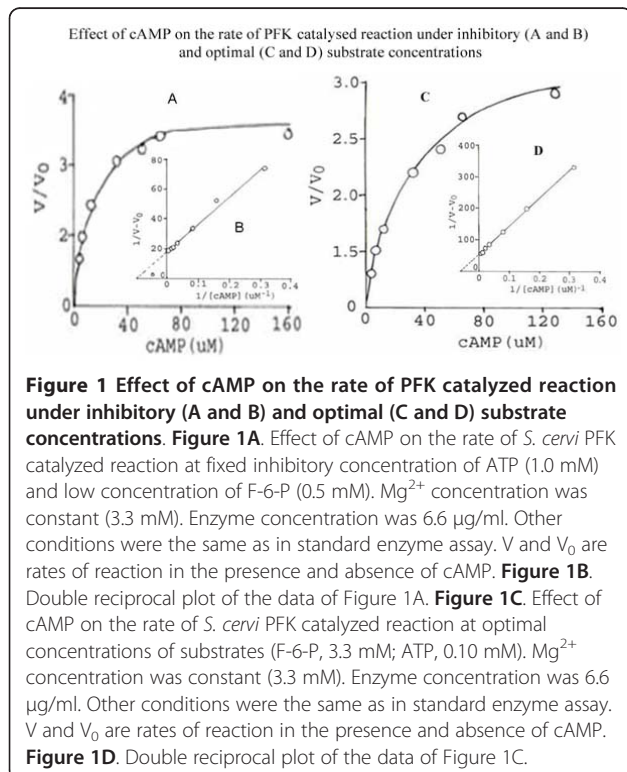 Effect of cAMP on the rate of PFK catalysed reaction under inhibitory (A and B)
and optimal (C and D) substrate concentrations
A
V/V₀
4
3
2
0
0 40 80 120 160
cAMP (uM)
B
1/V-V₀
80
60
40
20
0
0 0.1 0.2 0.3 0.4
1/[cAMP] (uM⁻¹)
C
V/V₀
3.0
2.5
1.5
0
0 40 80 120 160
cAMP (uM)
D
1/V-V₀
400
300
200
100
0
0 0.1 0.2 0.3 0.4
1/[cAMP] (uM)⁻¹
Figure 1 Effect of cAMP on the rate of PFK catalyzed reaction
under inhibitory (A and B) and optimal (C and D) substrate
concentrations. Figure 1A. Effect of cAMP on the rate of S. cervi PFK
catalyzed reaction at fixed inhibitory concentration of ATP (1.0 mM)
and low concentration of F-6-P (0.5 mM). Mg²⁺ concentration was
constant (3.3 mM). Enzyme concentration was 6.6 μg/ml. Other
conditions were the same as in standard enzyme assay. V and V₀ are
rates of reaction in the presence and absence of cAMP. Figure 1B.
Double reciprocal plot of the data of Figure 1A. Figure 1C. Effect of
cAMP on the rate of S. cervi PFK catalyzed reaction at optimal
concentrations of substrates (F-6-P, 3.3 mM; ATP, 0.10 mM). Mg²⁺
concentration was constant (3.3 mM). Enzyme concentration was 6.6
μg/ml. Other conditions were the same as in standard enzyme assay.
V and V₀ are rates of reaction in the presence and absence of cAMP.
Figure 1D. Double reciprocal plot of the data of Figure 1C.